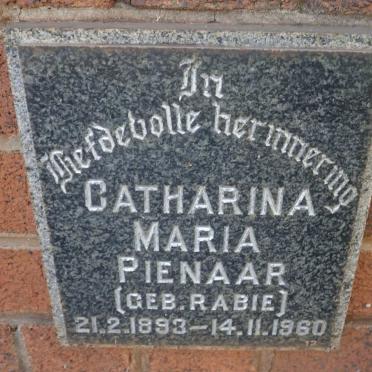 In
Liefdevolle herinnering
CATHARINA
MARIA
PIENAAR
(GEB. RABIE)
21.2.1893–14.11.1960